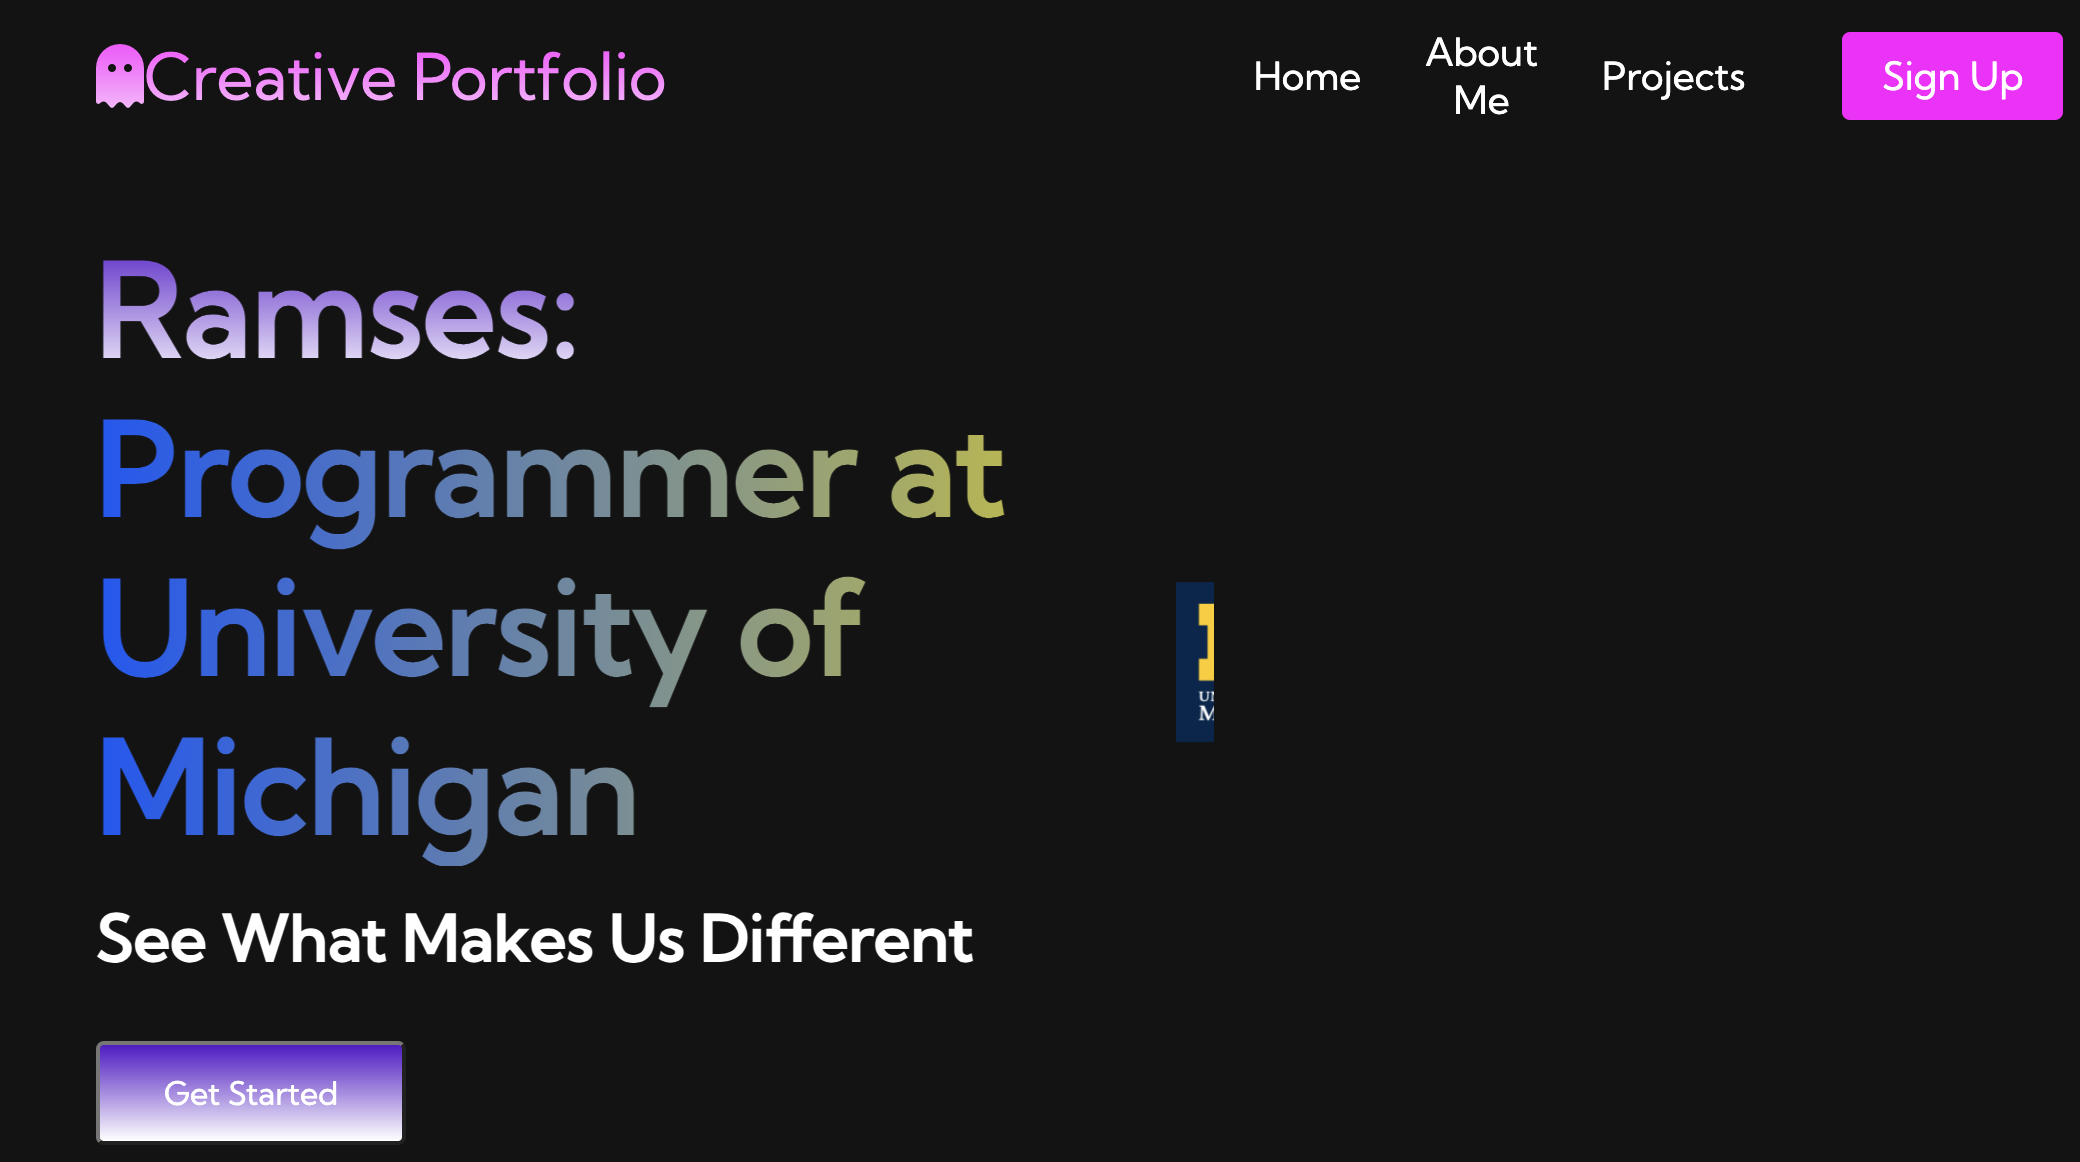 Creative Portfolio
Home
About
Me
Projects
Sign Up
Ramses:
Programmer at
University of
Michigan
See What Makes Us Different
Get Started